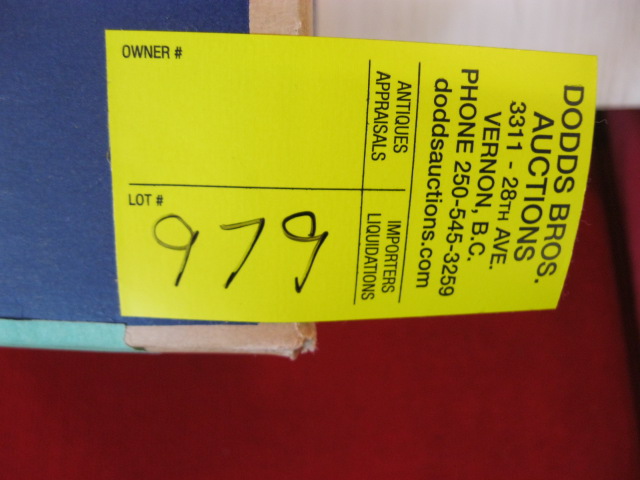 DODDS BROS.
AUCTIONS
3311 - 28TH AVE.
VERNON, B.C.
PHONE 250-545-3259
doddsauctions.com
ANTIQUES
APPRAISALS
IMPORTERS
LIQUIDATIONS
OWNER #
LOT #
979